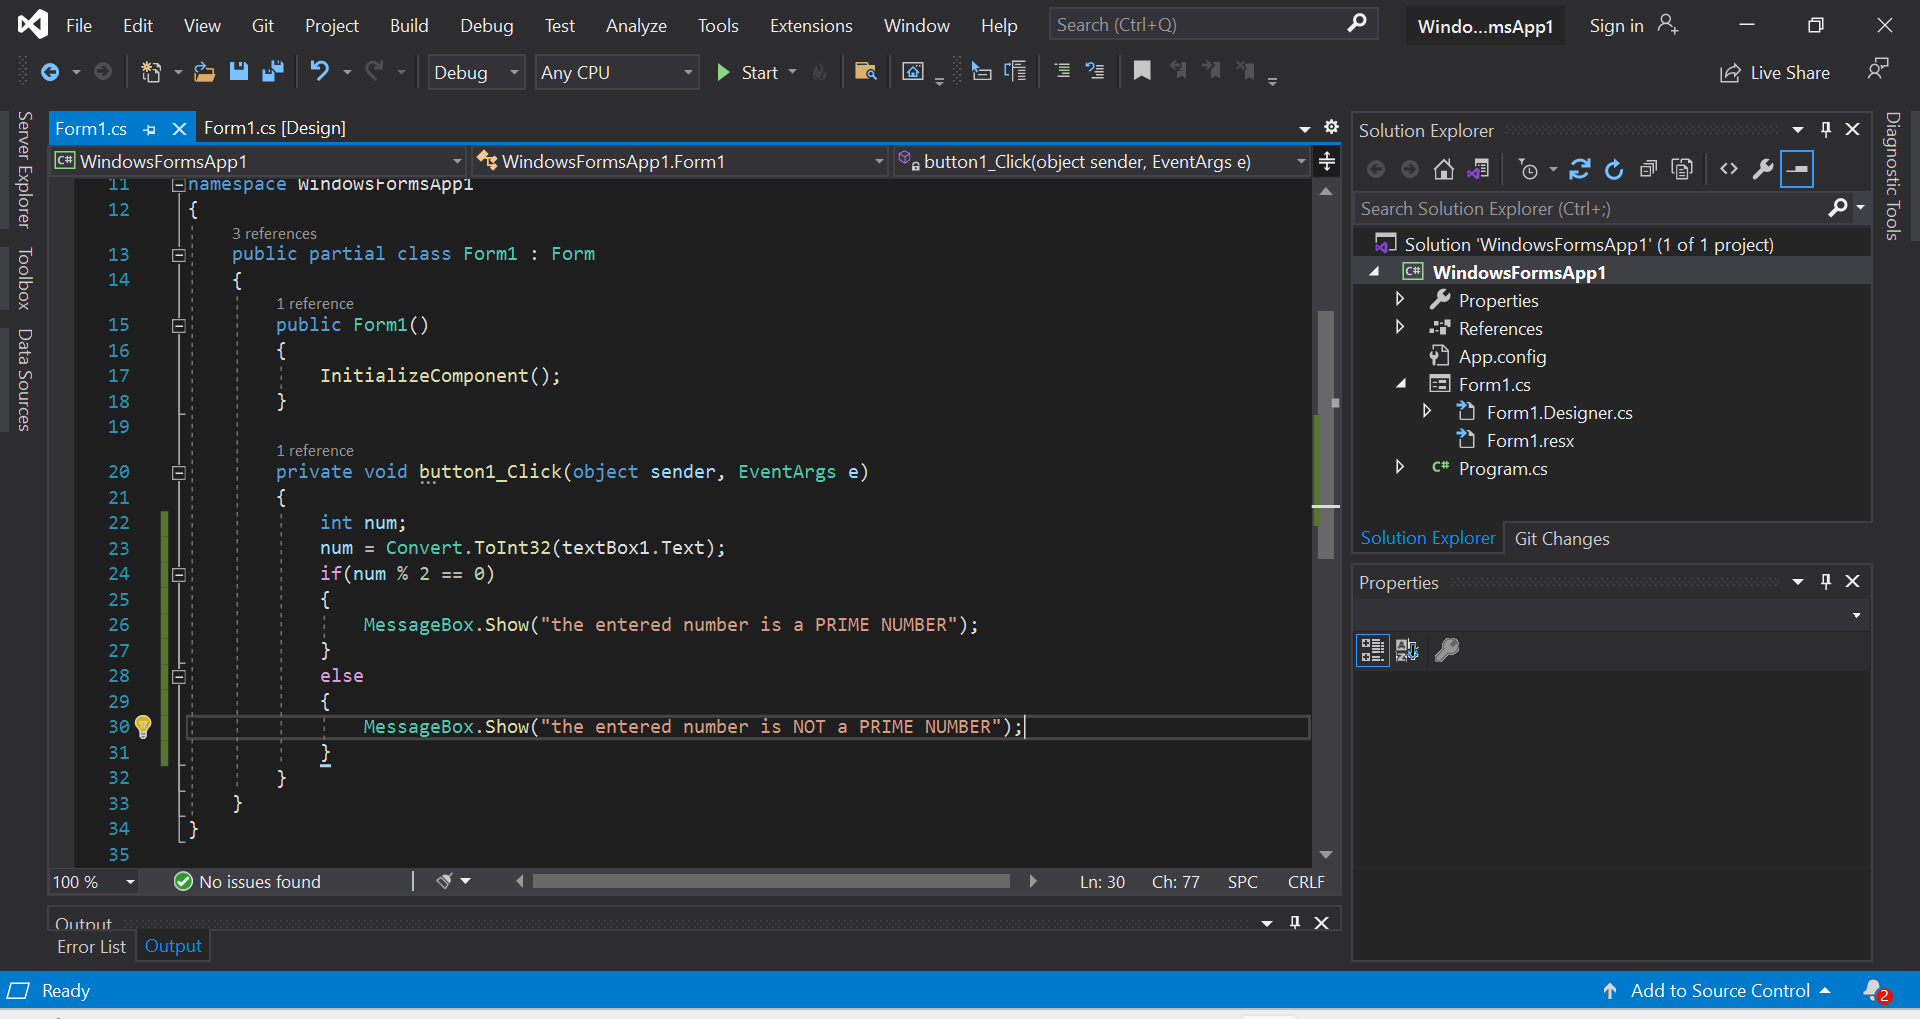 File Edit View Git Project Build Debug Test Analyze Tools Extensions Window Help Search (Ctrl+Q) Windo...msApp1 Sign in
Debug Any CPU Start Live Share
Server Explorer
Toolbox
Data Sources
Form1.cs Form1.cs [Design]
C# WindowsFormsApp1 WindowsFormsApp1.Form1 button1_Click(object sender, EventArgs e)
11 namespace WindowsFormsApp1
12 {
3 references
13 public partial class Form1 : Form
14 {
1 reference
15 public Form1()
16 {
17 InitializeComponent();
18 }
19
1 reference
20 private void button1_Click(object sender, EventArgs e)
21 {
22 int num;
23 num = Convert.ToInt32(textBox1.Text);
24 if(num % 2 == 0)
25 {
26 MessageBox.Show("the entered number is a PRIME NUMBER");
27 }
28 else
29 {
30 MessageBox.Show("the entered number is NOT a PRIME NUMBER");
31 }
32 }
33 }
34 }
35
100 % No issues found Ln: 30 Ch: 77 SPC CRLF
Output
Error List Output
Solution Explorer
Search Solution Explorer (Ctrl+;)
Solution 'WindowsFormsApp1' (1 of 1 project)
C# WindowsFormsApp1
Properties
References
App.config
Form1.cs
Form1.Designer.cs
Form1.resx
C# Program.cs
Solution Explorer Git Changes
Properties
Diagnostic Tools
Ready Add to Source Control 2